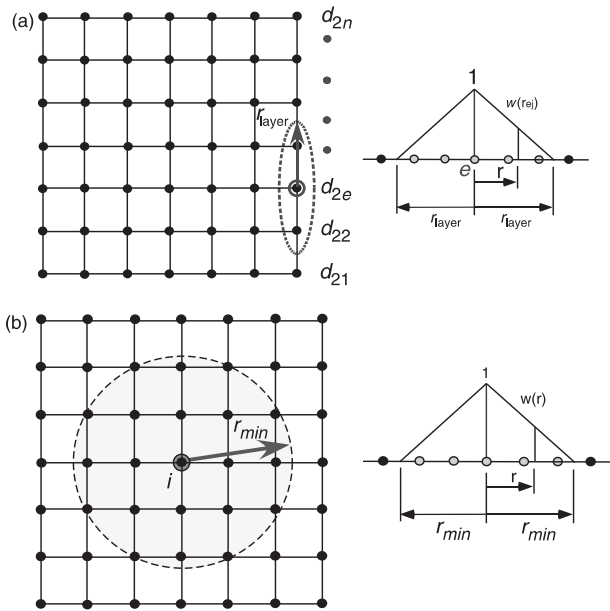 (a)
d2n
rlayer
d2e
d22
d21
1
w(rej)
e
r
rlayer
rlayer
(b)
rmin
i
1
w(r)
r
rmin
rmin